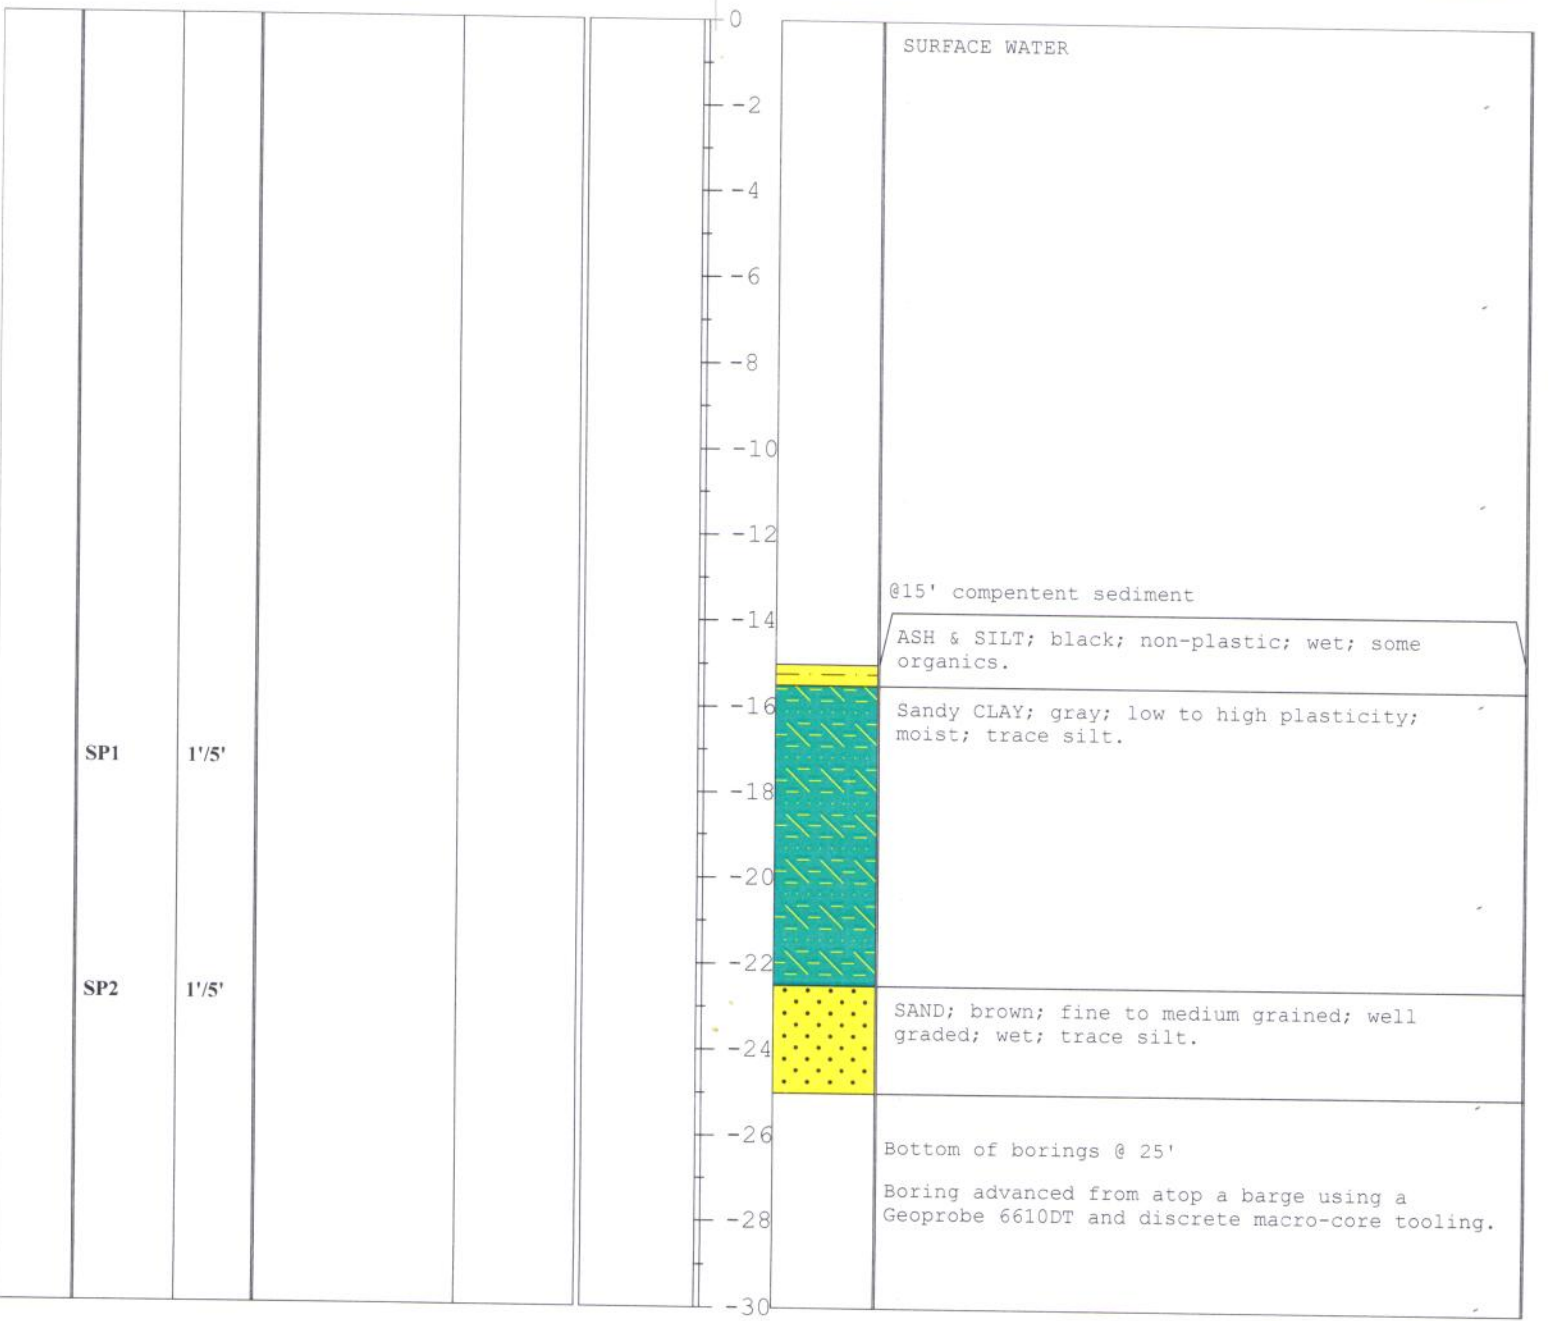 0
SURFACE WATER
-2
-4
-6
-8
-10
-12
@15' compentent sediment
-14
ASH & SILT; black; non-plastic; wet; some
organics.
-16
Sandy CLAY; gray; low to high plasticity;
moist; trace silt.
SP1 1'/5'
-18
-20
-22
SP2 1'/5'
SAND; brown; fine to medium grained; well
graded; wet; trace silt.
-24
-26
Bottom of borings @ 25'
Boring advanced from atop a barge using a
Geoprobe 6610DT and discrete macro-core tooling.
-28
-30